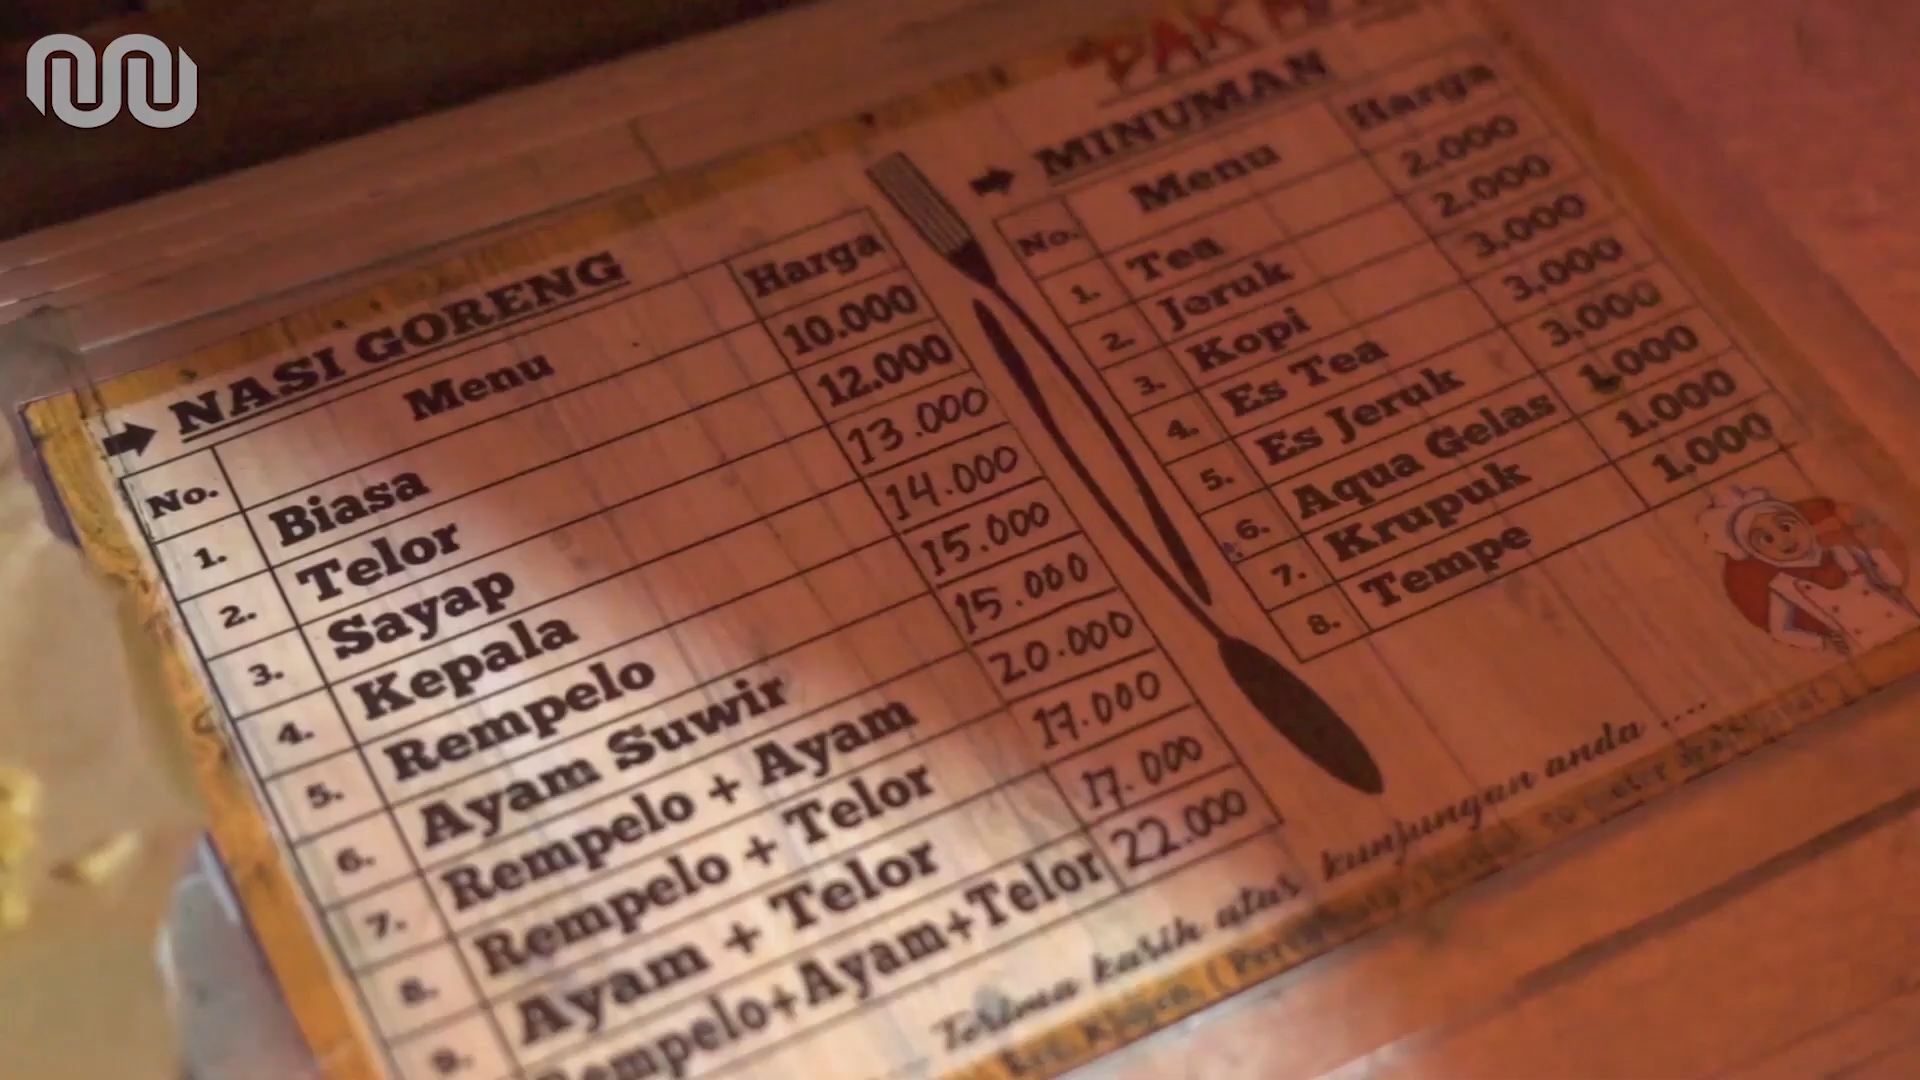 PAK
NASI GORENG
No. Menu Harga
1. Biasa 10.000
2. Telor 12.000
3. Sayap 13.000
4. Kepala 14.000
5. Rempelo 15.000
6. Ayam Suwir 15.000
7. Rempelo + Ayam 20.000
8. Rempelo + Telor 17.000
9. Ayam + Telor 17.000
Rempelo+Ayam+Telor 22.000
MINUMAN
No. Menu Harga
1. Tea 2.000
2. Jeruk 2.000
3. Kopi 3.000
4. Es Tea 3.000
5. Es Jeruk 3.000
6. Aqua Gelas 1.000
7. Krupuk 1.000
8. Tempe 1.000
Terima kasih atas kunjungan anda ....